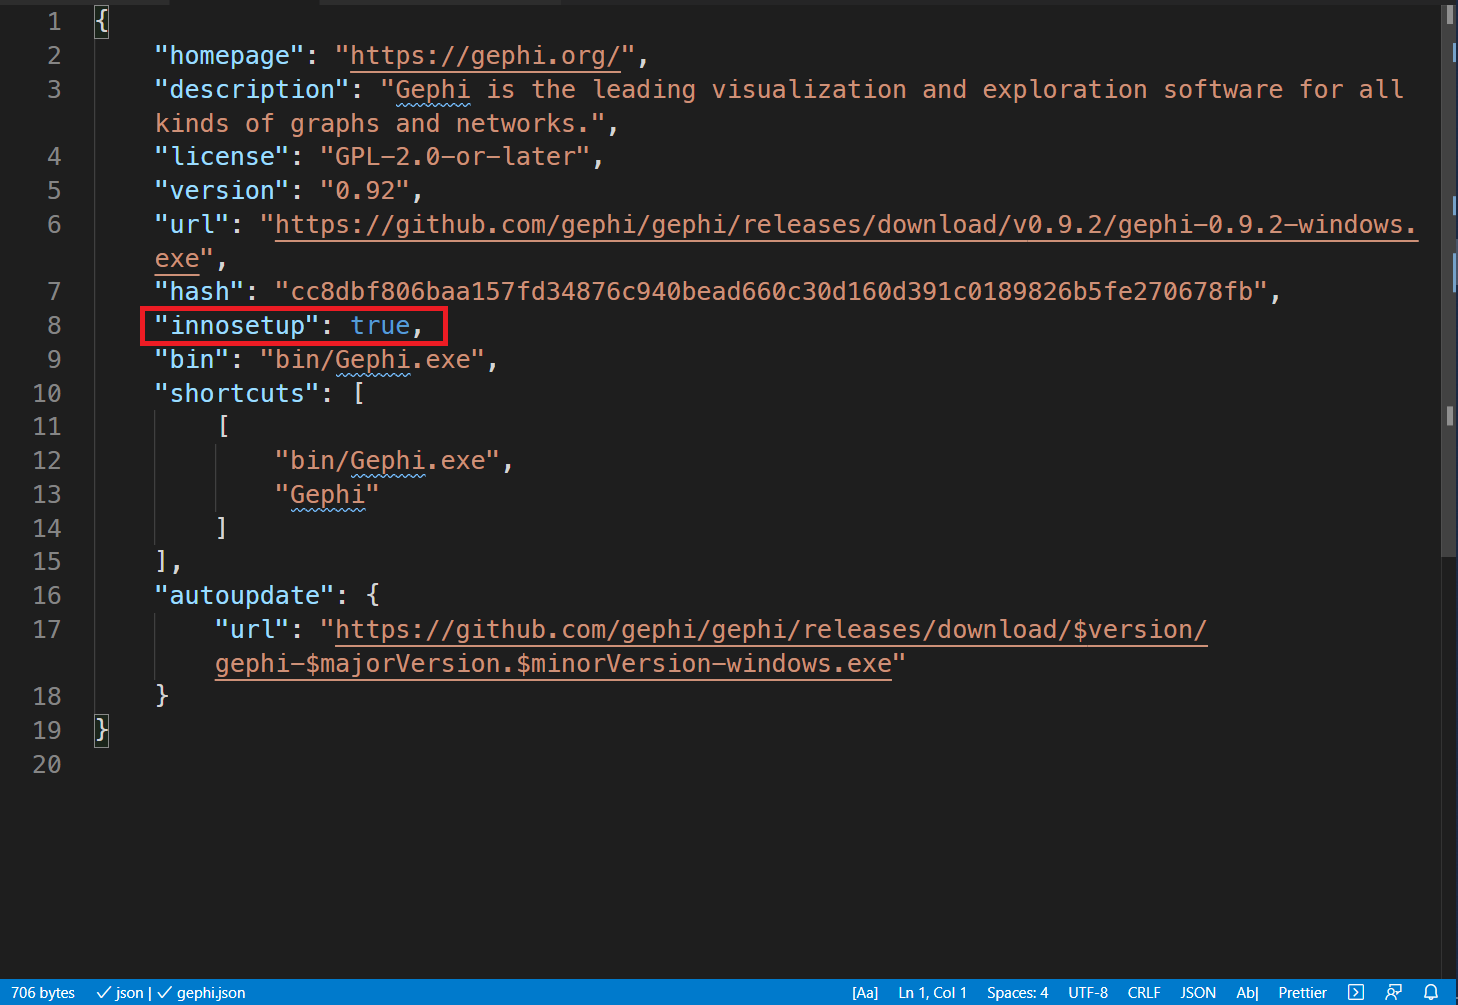 1 {
2 "homepage": "https://gephi.org/",
3 "description": "Gephi is the leading visualization and exploration software for all
kinds of graphs and networks.",
4 "license": "GPL-2.0-or-later",
5 "version": "0.92",
6 "url": "https://github.com/gephi/gephi/releases/download/v0.9.2/gephi-0.9.2-windows.
exe",
7 "hash": "cc8dbf806baa157fd34876c940bead660c30d160d391c0189826b5fe270678fb",
8 "innosetup": true,
9 "bin": "bin/Gephi.exe",
10 "shortcuts": [
11 [
12 "bin/Gephi.exe",
13 "Gephi"
14 ]
15 ],
16 "autoupdate": {
17 "url": "https://github.com/gephi/gephi/releases/download/$version/
gephi-$majorVersion.$minorVersion-windows.exe"
18 }
19 }
20
706 bytes ✓ json | ✓ gephi.json [Aa] Ln 1, Col 1 Spaces: 4 UTF-8 CRLF JSON Ab| Prettier